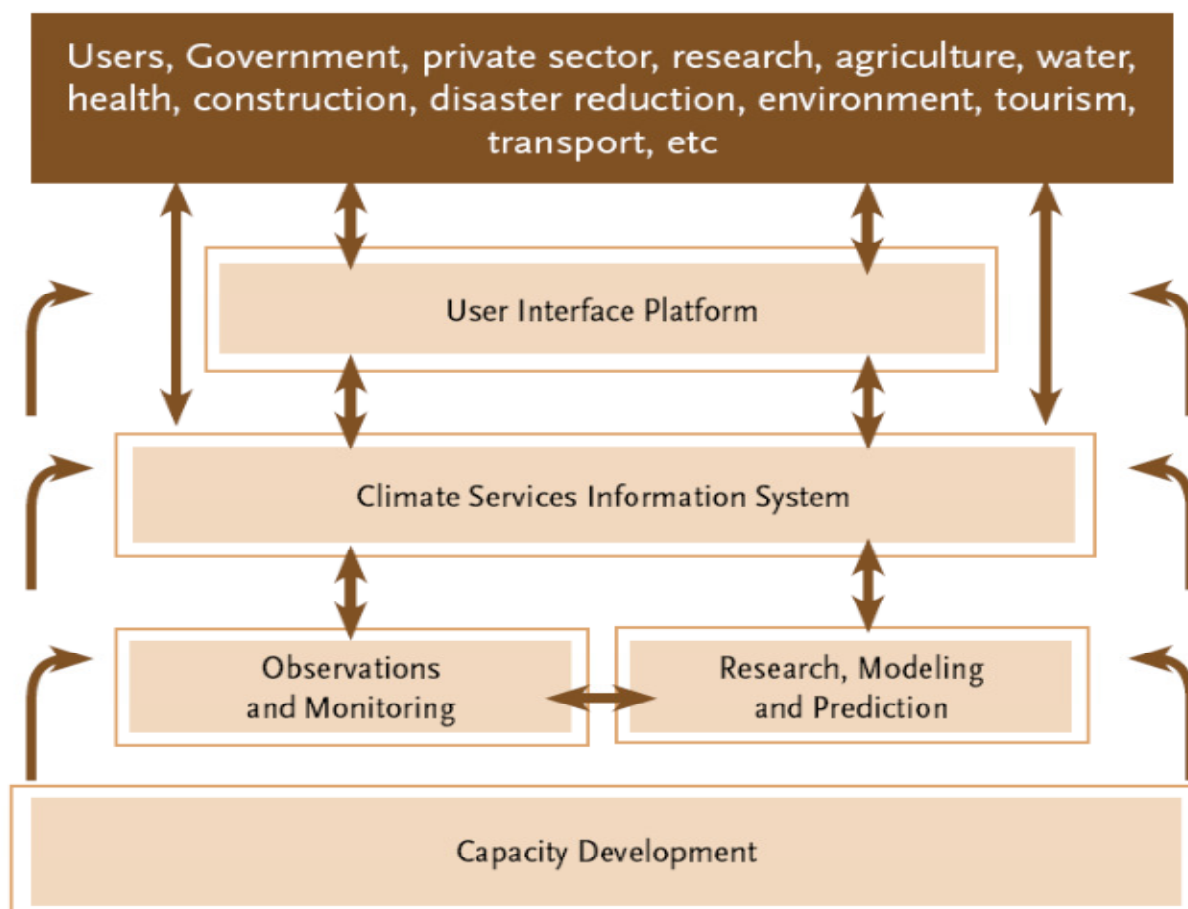 Users, Government, private sector, research, agriculture, water,
health, construction, disaster reduction, environment, tourism,
transport, etc
User Interface Platform
Climate Services Information System
Observations
and Monitoring
Research, Modeling
and Prediction
Capacity Development